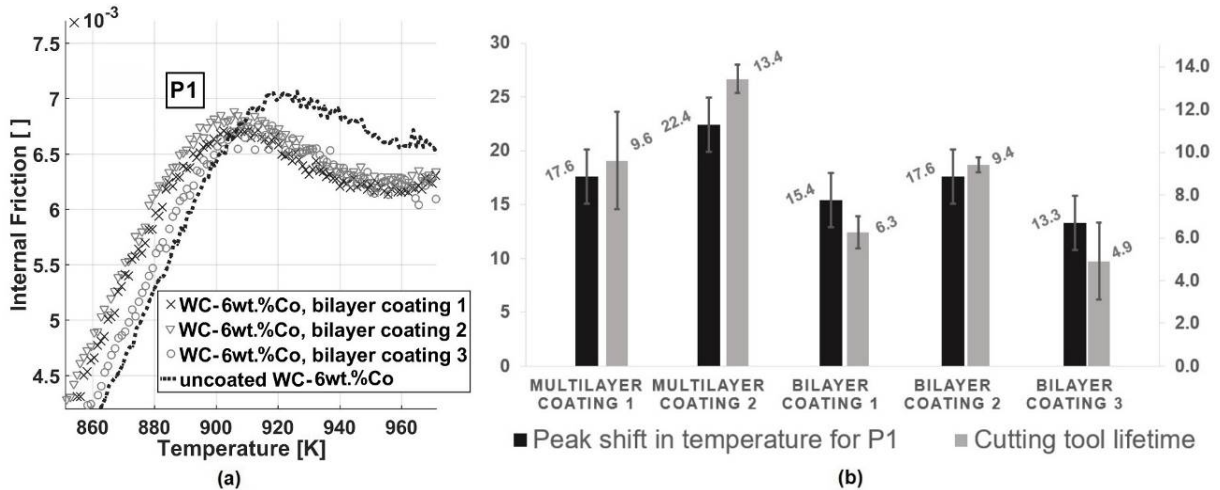 ×10⁻³
7.5
7
6.5
6
5.5
5
4.5
Internal Friction [ ]
P1
× WC-6wt.%Co, bilayer coating 1
▽ WC-6wt.%Co, bilayer coating 2
○ WC-6wt.%Co, bilayer coating 3
uncoated WC-6wt.%Co
860 880 900 920 940 960
Temperature [K]
(a)
30
25
20
15
10
5
0
17.6
9.6
22.4
13.4
15.4
6.3
17.6
9.4
13.3
4.9
14.0
12.0
10.0
8.0
6.0
4.0
2.0
0.0
MULTILAYER
COATING 1
MULTILAYER
COATING 2
BILAYER
COATING 1
BILAYER
COATING 2
BILAYER
COATING 3
Peak shift in temperature for P1
Cutting tool lifetime
(b)